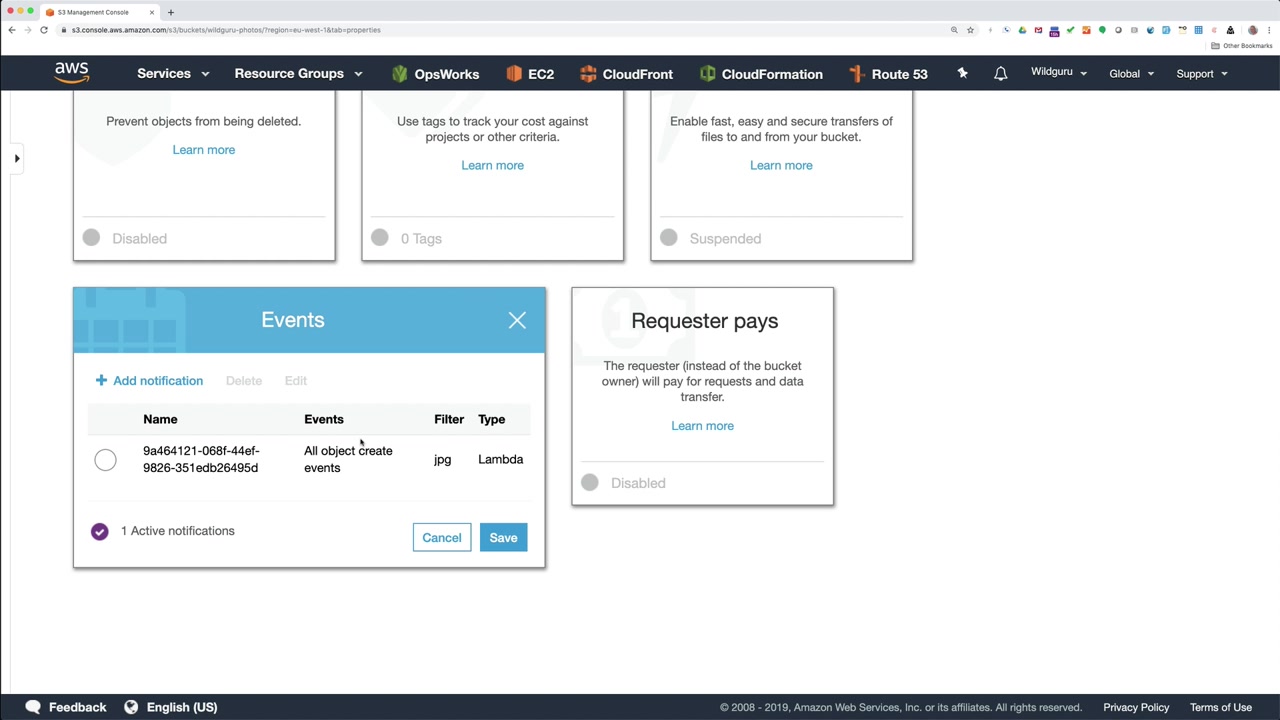 S3 Management Console
s3.console.aws.amazon.com/s3/buckets/wildguru-photos/?region=eu-west-1&tab=properties
Other Bookmarks
aws
Services
Resource Groups
OpsWorks
EC2
CloudFront
CloudFormation
Route 53
Wildguru
Global
Support
Prevent objects from being deleted.
Learn more
Disabled
Use tags to track your cost against
projects or other criteria.
Learn more
0 Tags
Enable fast, easy and secure transfers of
files to and from your bucket.
Learn more
Suspended
Events
Add notification Delete Edit
Name Events Filter Type
9a464121-068f-44ef-
9826-351edb26495d
All object create
events
jpg
Lambda
1 Active notifications
Cancel Save
Requester pays
The requester (instead of the bucket
owner) will pay for requests and data
transfer.
Learn more
Disabled
Feedback
English (US)
© 2008 - 2019, Amazon Web Services, Inc. or its affiliates. All rights reserved.
Privacy Policy
Terms of Use